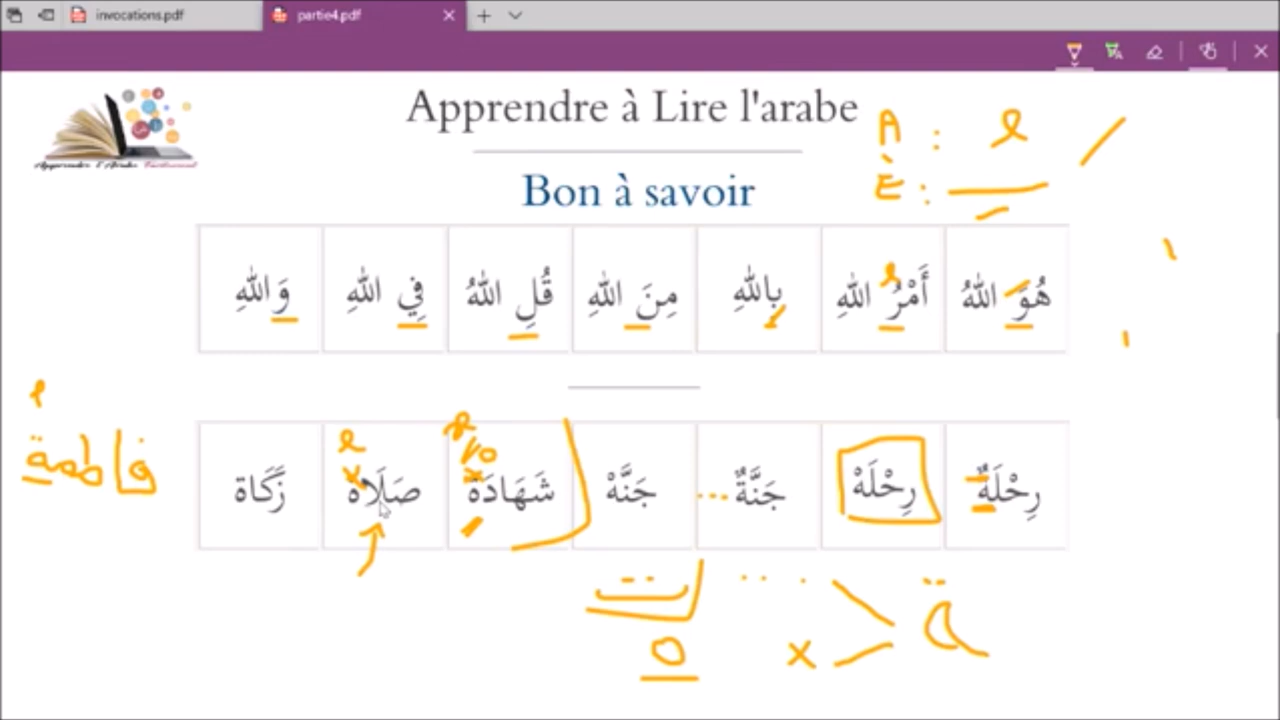 invocations.pdf
partie4.pdf
Apprendre à Lire l'arabe
A : 
Bon à savoir
É :
هُوَ اللهُ أَمْرُ اللهِ بِاللهِ مِنَ اللهِ قُلِ اللهُ فِي اللهِ وَ اللهِ
رِحْلَةٌ رِحْلَهْ جَنَّةٌ جَنَّهْ شَهَادَة صَلَاة زَكَاة
فاطمة
ت
ة
x
o